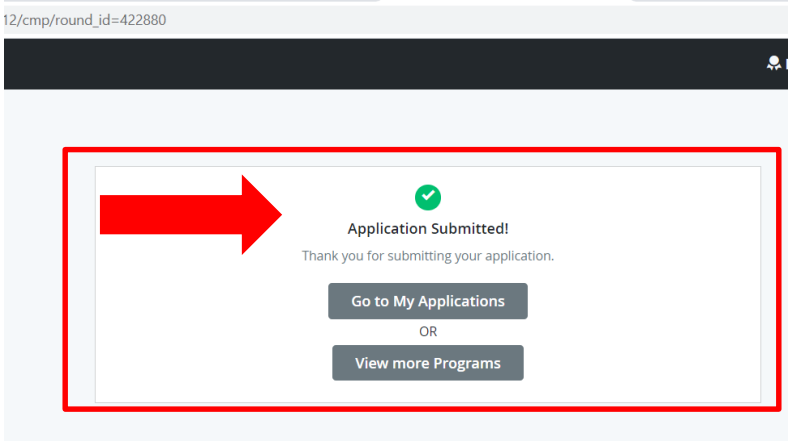 12/cmp/round_id=422880
Application Submitted!
Thank you for submitting your application.
Go to My Applications
OR
View more Programs